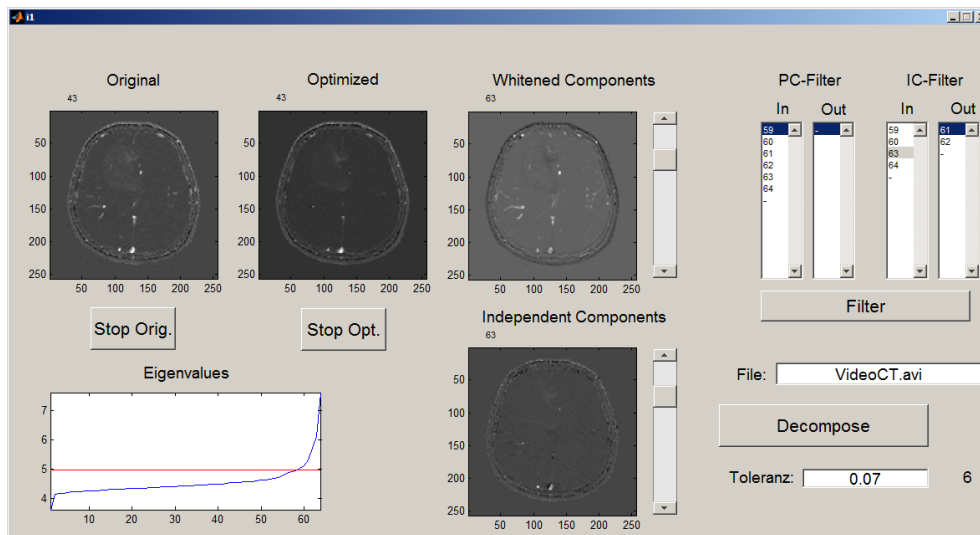 i1
Original
Optimized
Whitened Components
PC-Filter
IC-Filter
43
43
63
In
Out
In
Out
59
60
61
62
63
64
-
-
59
60
63
64
-
61
62
-
50
100
150
200
250
50 100 150 200 250
50
100
150
200
250
50 100 150 200 250
50
100
150
200
250
50 100 150 200 250
Filter
Stop Orig.
Stop Opt.
Independent Components
63
50
100
150
200
250
50 100 150 200 250
Eigenvalues
7
6
5
4
10 20 30 40 50 60
File: VideoCT.avi
Decompose
Toleranz: 0.07 6